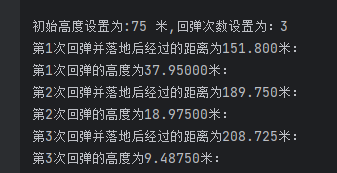 初始高度设置为:75 米,回弹次数设置为：3
第1次回弹并落地后经过的距离为151.800米：
第1次回弹的高度为37.95000米：
第2次回弹并落地后经过的距离为189.750米：
第2次回弹的高度为18.97500米：
第3次回弹并落地后经过的距离为208.725米：
第3次回弹的高度为9.48750米：